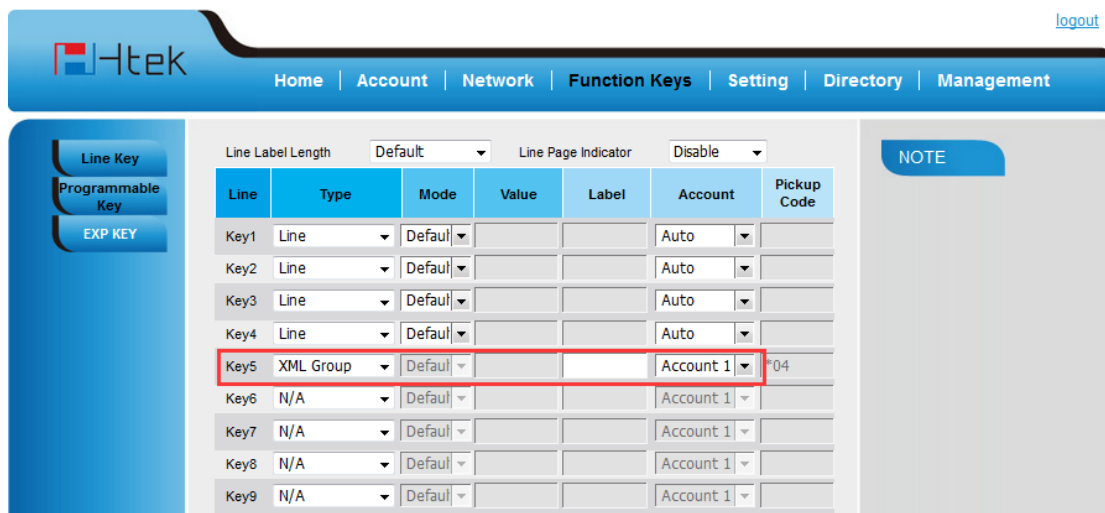 logout
Htek
Home Account Network Function Keys Setting Directory Management
Line Key
Programmable Key
EXP KEY
Line Label Length Default Line Page Indicator Disable
Line Type Mode Value Label Account Pickup Code
Key1 Line Defaul Auto
Key2 Line Defaul Auto
Key3 Line Defaul Auto
Key4 Line Defaul Auto
Key5 XML Group Defaul Account 1 *04
Key6 N/A Defaul Account 1
Key7 N/A Defaul Account 1
Key8 N/A Defaul Account 1
Key9 N/A Defaul Account 1
NOTE